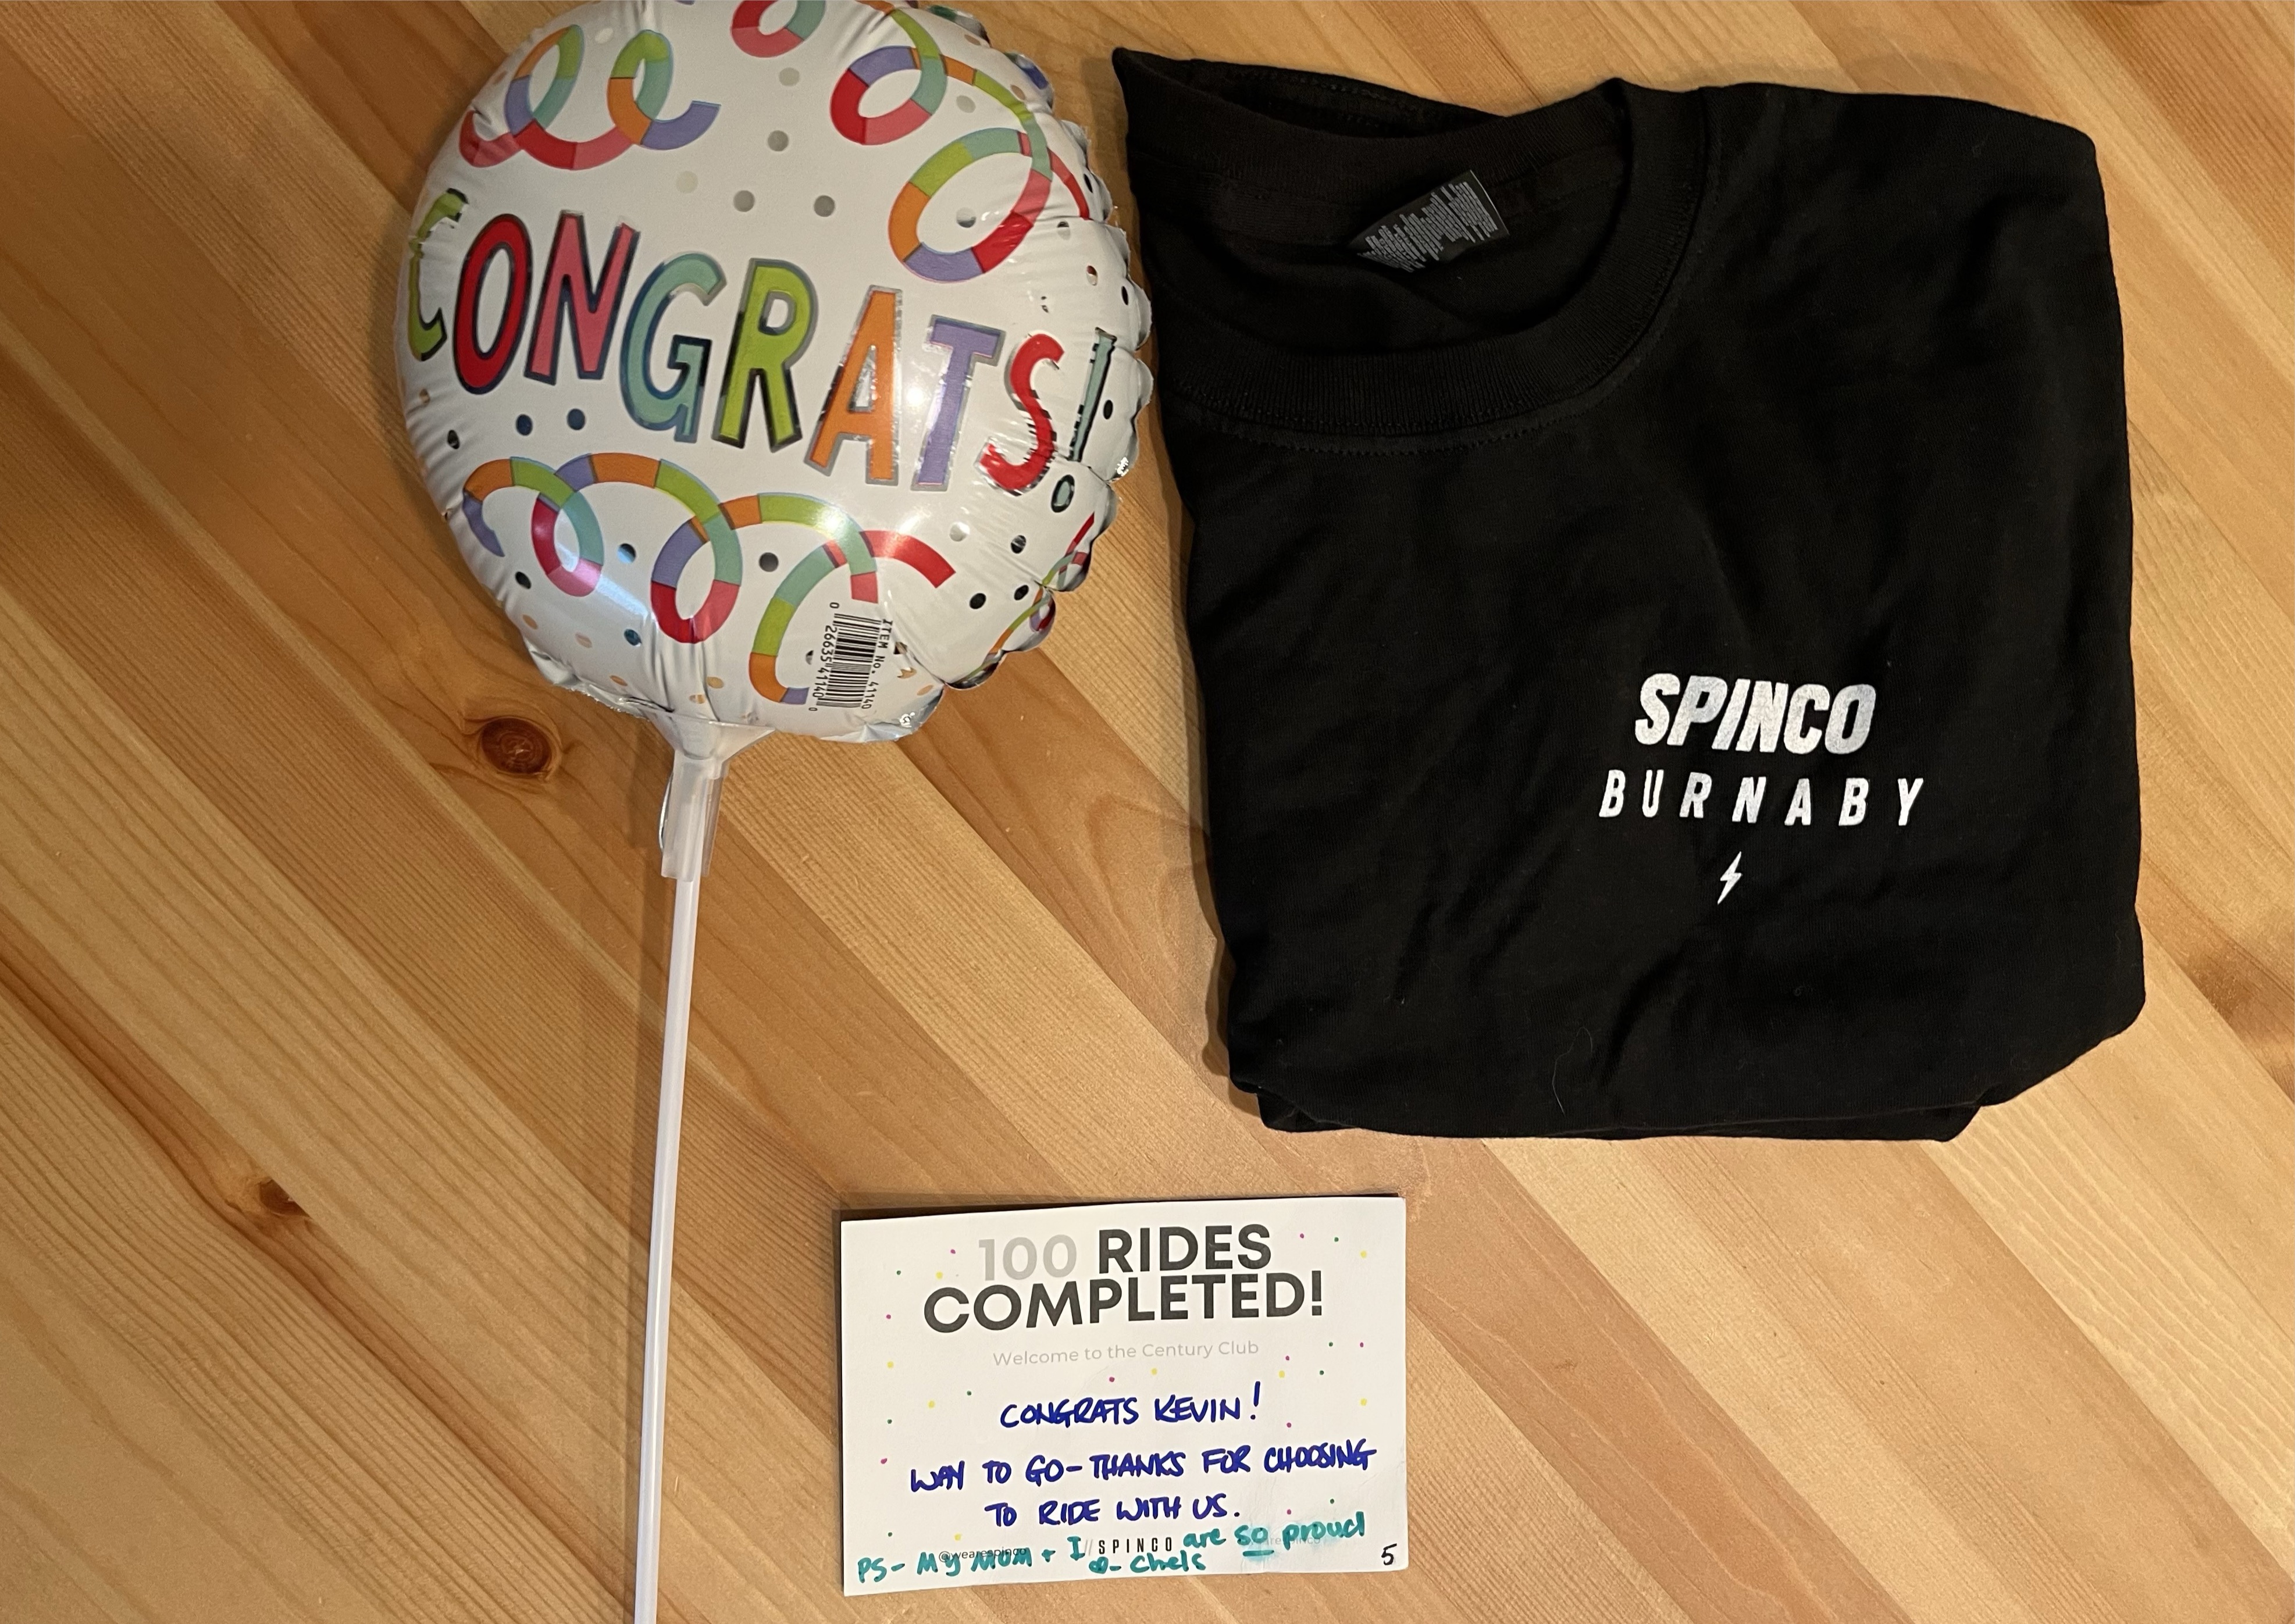 CONGRATS!
ITEM No. 41140
0 26635 41140 0
SPINCO
BURNABY
100 RIDES
COMPLETED!
Welcome to the Century Club
CONGRATS KEVIN!
WAY TO GO - THANKS FOR CHOOSING
TO RIDE WITH US.
@wearespinco // SPINCO
PS - My MOM + I are so proud
- Chels
5